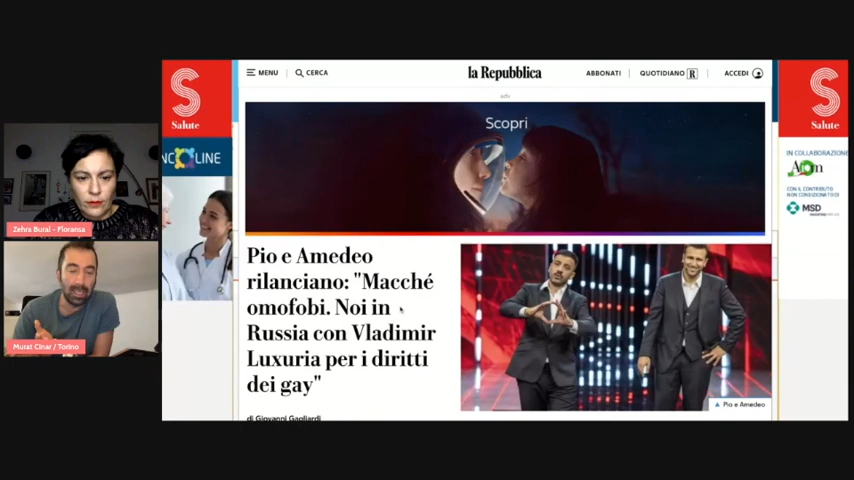 Salute
MENU
CERCA
la Repubblica
ABBONATI
QUOTIDIANO R
ACCEDI
Salute
adv
Scopri
NC LINE
IN COLLABORAZIONE
CON IL CONTRIBUTO
NON CONDIZIONATO DI
MSD
Zehra Bural - Floransa
Murat Cinar / Torino
Pio e Amedeo
rilanciano: "Macché
omofobi. Noi in
Russia con Vladimir
Luxuria per i diritti
dei gay"
Pio e Amedeo
di Giovanni Gagliardi